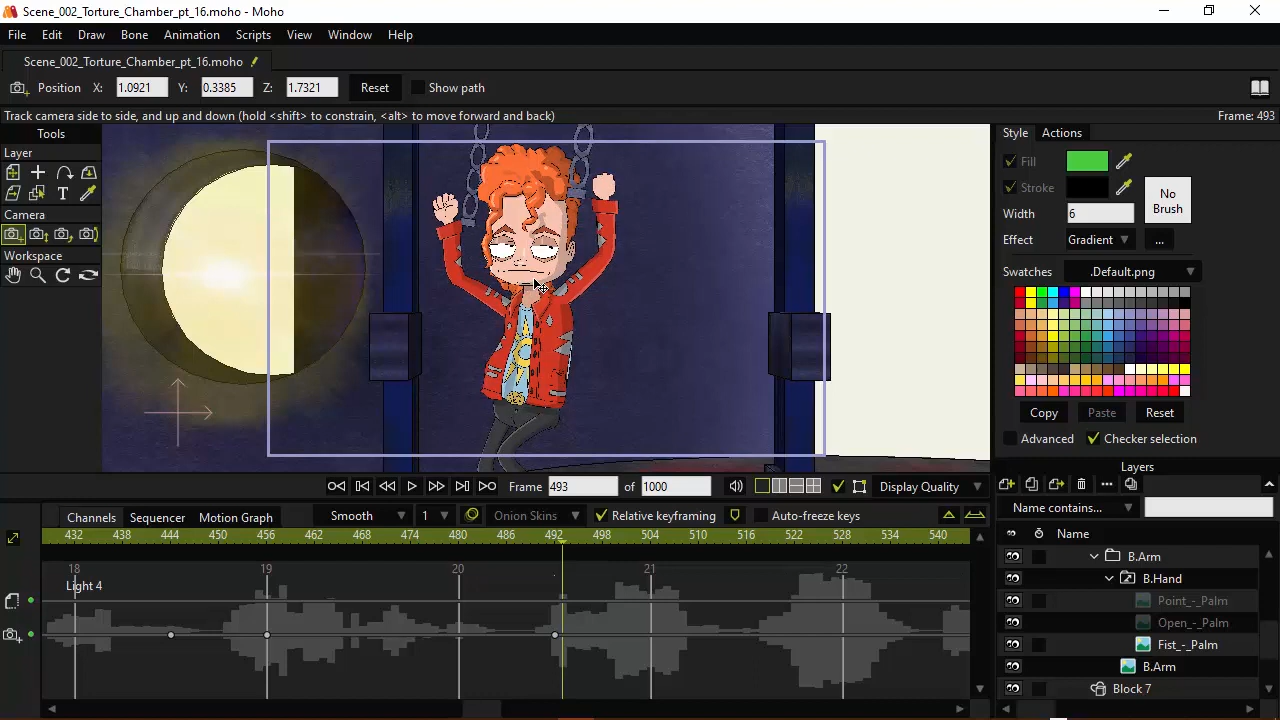 Scene_002_Torture_Chamber_pt_16.moho - Moho
File Edit Draw Bone Animation Scripts View Window Help
Scene_002_Torture_Chamber_pt_16.moho
Position X: 1.0921 Y: 0.3385 Z: 1.7321 Reset Show path
Track camera side to side, and up and down (hold <shift> to constrain, <alt> to move forward and back) Frame: 493
Tools
Layer
T
Camera
Workspace
Style Actions
Fill
Stroke
No Brush
Width 6
Effect Gradient ...
Swatches .Default.png
Copy Paste Reset
Advanced Checker selection
Layers
Name contains...
Name
B.Arm
B.Hand
Point_-_Palm
Open_-_Palm
Fist_-_Palm
B.Arm
Block 7
Frame 493 of 1000 Display Quality
Channels Sequencer Motion Graph Smooth 1 Onion Skins Relative keyframing Auto-freeze keys
432 438 444 450 456 462 468 474 480 486 492 498 504 510 516 522 528 534 540
18 19 20 21 22
Light 4